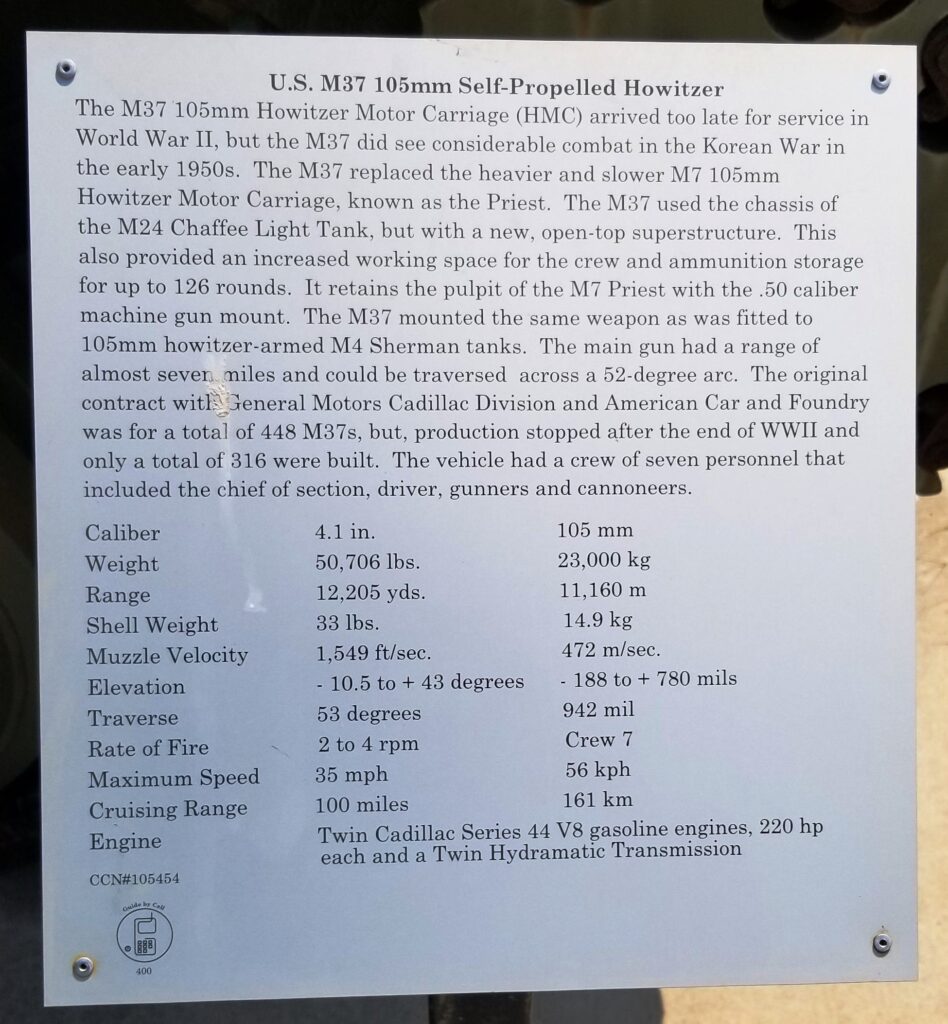 U.S. M37 105mm Self-Propelled Howitzer
The M37 105mm Howitzer Motor Carriage (HMC) arrived too late for service in
World War II, but the M37 did see considerable combat in the Korean War in
the early 1950s. The M37 replaced the heavier and slower M7 105mm
Howitzer Motor Carriage, known as the Priest. The M37 used the chassis of
the M24 Chaffee Light Tank, but with a new, open-top superstructure. This
also provided an increased working space for the crew and ammunition storage
for up to 126 rounds. It retains the pulpit of the M7 Priest with the .50 caliber
machine gun mount. The M37 mounted the same weapon as was fitted to
105mm howitzer-armed M4 Sherman tanks. The main gun had a range of
almost seven miles and could be traversed across a 52-degree arc. The original
contract with General Motors Cadillac Division and American Car and Foundry
was for a total of 448 M37s, but, production stopped after the end of WWII and
only a total of 316 were built. The vehicle had a crew of seven personnel that
included the chief of section, driver, gunners and cannoneers.
Caliber 4.1 in. 105 mm
Weight 50,706 lbs. 23,000 kg
Range 12,205 yds. 11,160 m
Shell Weight 33 lbs. 14.9 kg
Muzzle Velocity 1,549 ft/sec. 472 m/sec.
Elevation - 10.5 to + 43 degrees - 188 to + 780 mils
Traverse 53 degrees 942 mil
Rate of Fire 2 to 4 rpm Crew 7
Maximum Speed 35 mph 56 kph
Cruising Range 100 miles 161 km
Engine Twin Cadillac Series 44 V8 gasoline engines, 220 hp
each and a Twin Hydramatic Transmission
CCN#105454
Guide by Cell
400